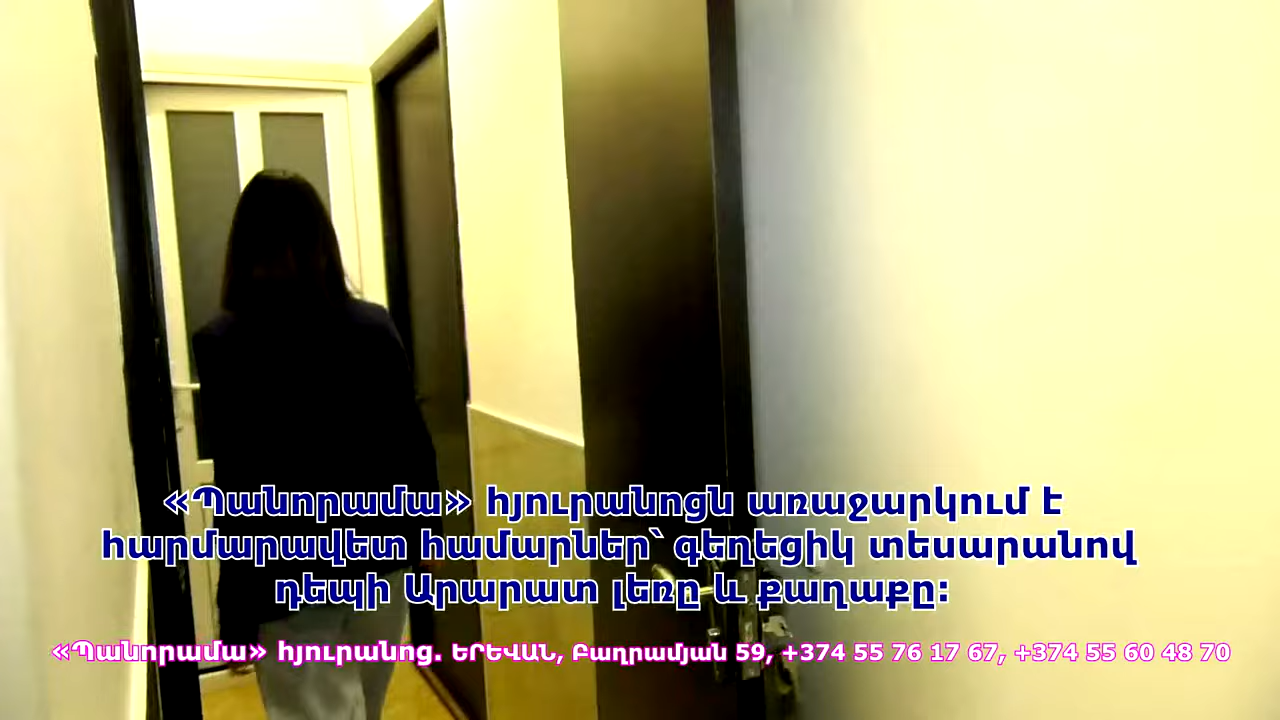 «Պանորամա» հյուրանոցն առաջարկում է
հարմարավետ համարներ՝ գեղեցիկ տեսարանով
դեպի Արարատ լեռը և քաղաքը:
«Պանորամա» հյուրանոց. ԵՐԵՎԱՆ, Բաղրամյան 59, +374 55 76 17 67, +374 55 60 48 70